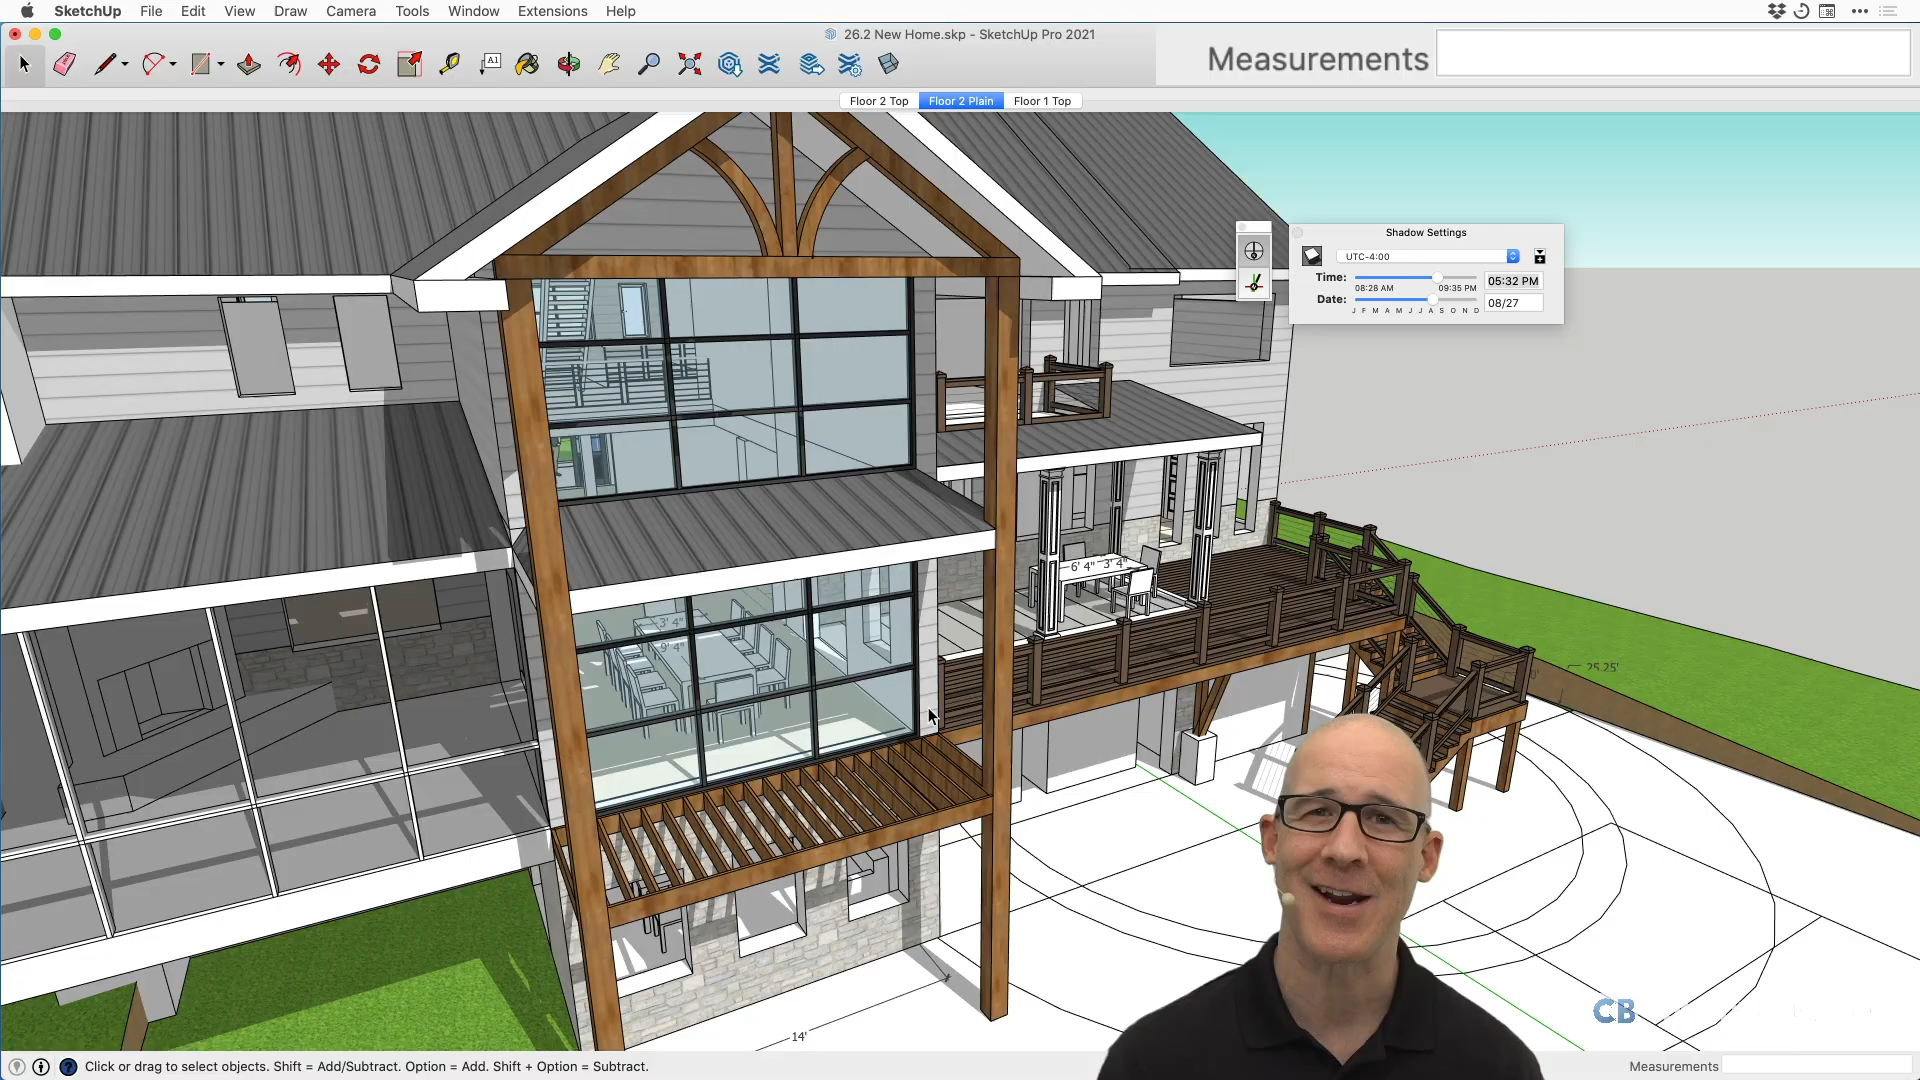 SketchUp File Edit View Draw Camera Tools Window Extensions Help
26.2 New Home.skp - SketchUp Pro 2021
Measurements
A1
Floor 2 Top Floor 2 Plain Floor 1 Top
Shadow Settings
UTC-4:00
Time: 08:28 AM 09:35 PM 05:32 PM
Date: J F M A M J J A S O N D 08/27
6' 4" 3' 4"
3' 4"
9' 4"
25.25'
14'
CB
Click or drag to select objects. Shift = Add/Subtract. Option = Add. Shift + Option = Subtract.
Measurements